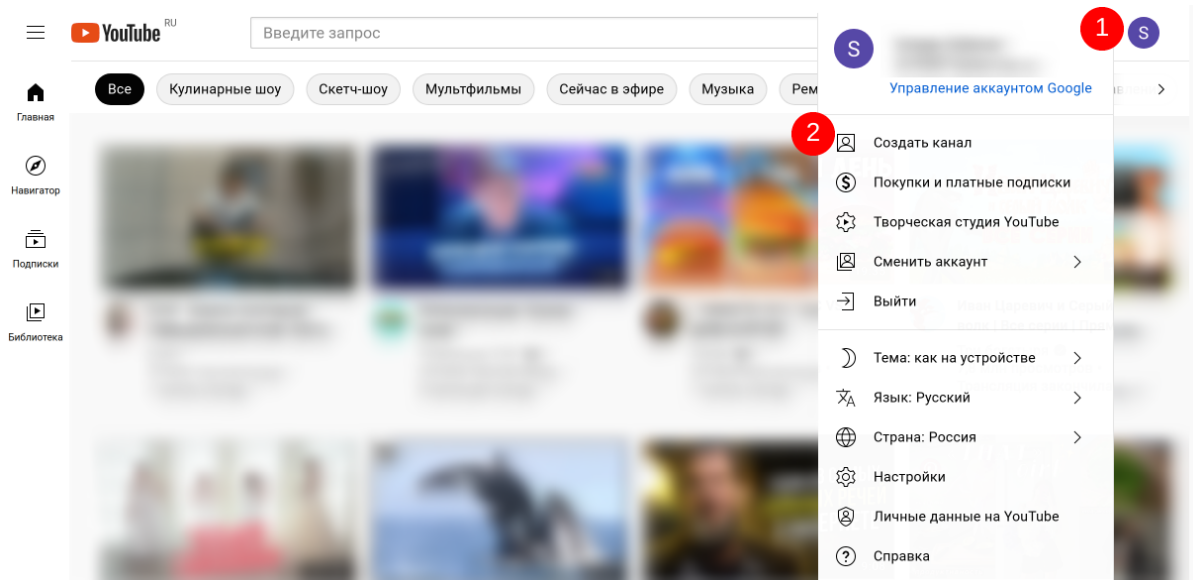 YouTube RU
Введите запрос
1
S
Все
Кулинарные шоу
Скетч-шоу
Мультфильмы
Сейчас в эфире
Музыка
Рем
Главная
Навигатор
Подписки
Библиотека
S
Управление аккаунтом Google
2
Создать канал
Покупки и платные подписки
Творческая студия YouTube
Сменить аккаунт
Выйти
Тема: как на устройстве
Язык: Русский
Страна: Россия
Настройки
Личные данные на YouTube
Справка